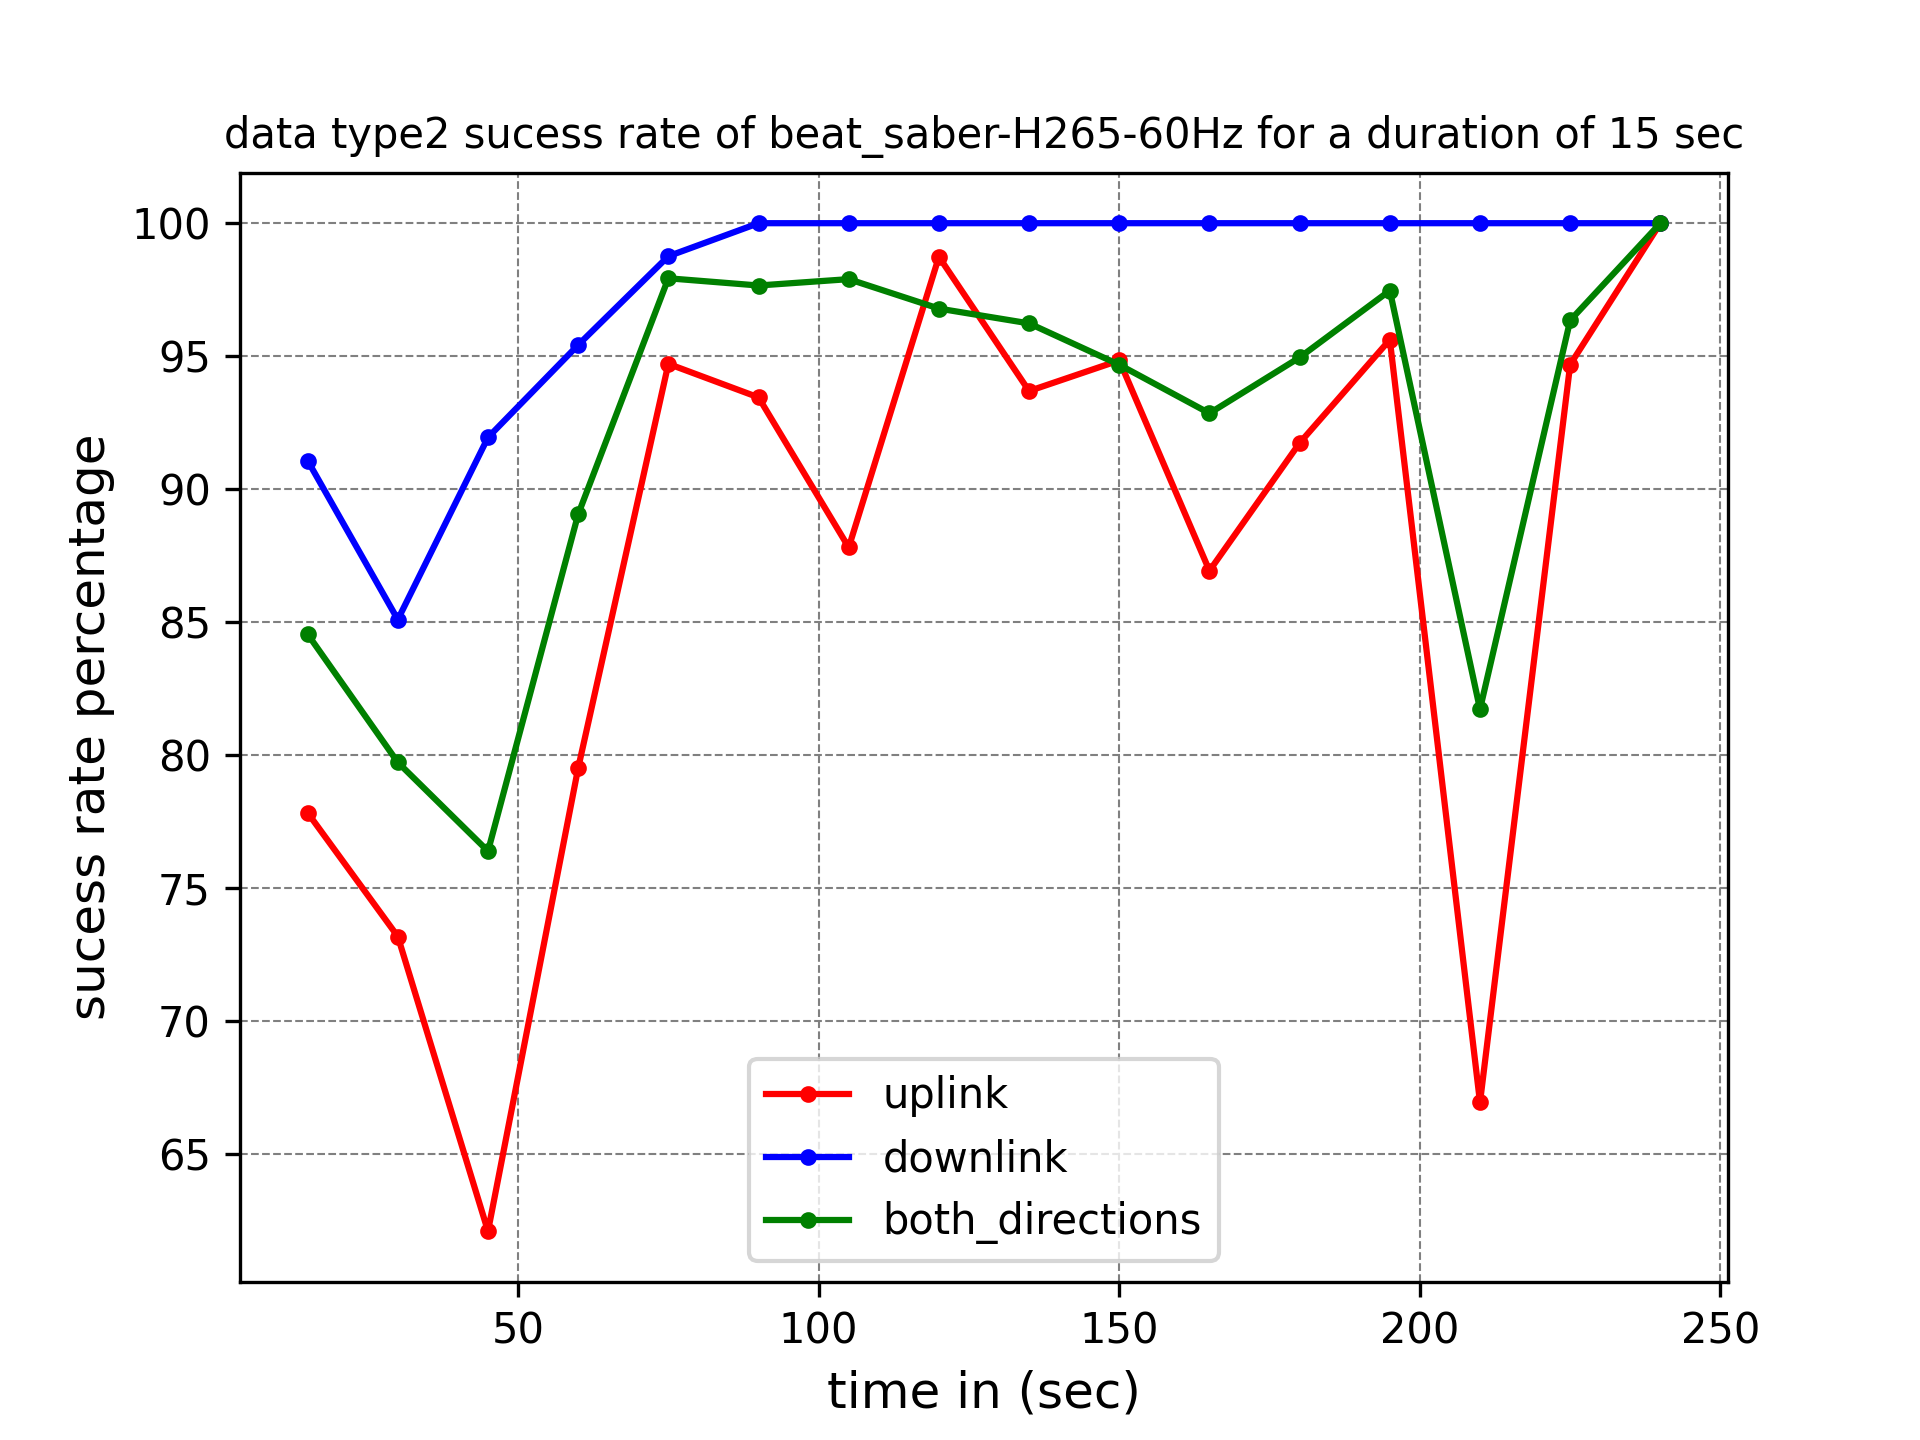 data type2 sucess rate of beat_saber-H265-60Hz for a duration of 15 sec
sucess rate percentage
100
95
90
85
80
75
70
65
uplink
downlink
both_directions
50 100 150 200 250
time in (sec)